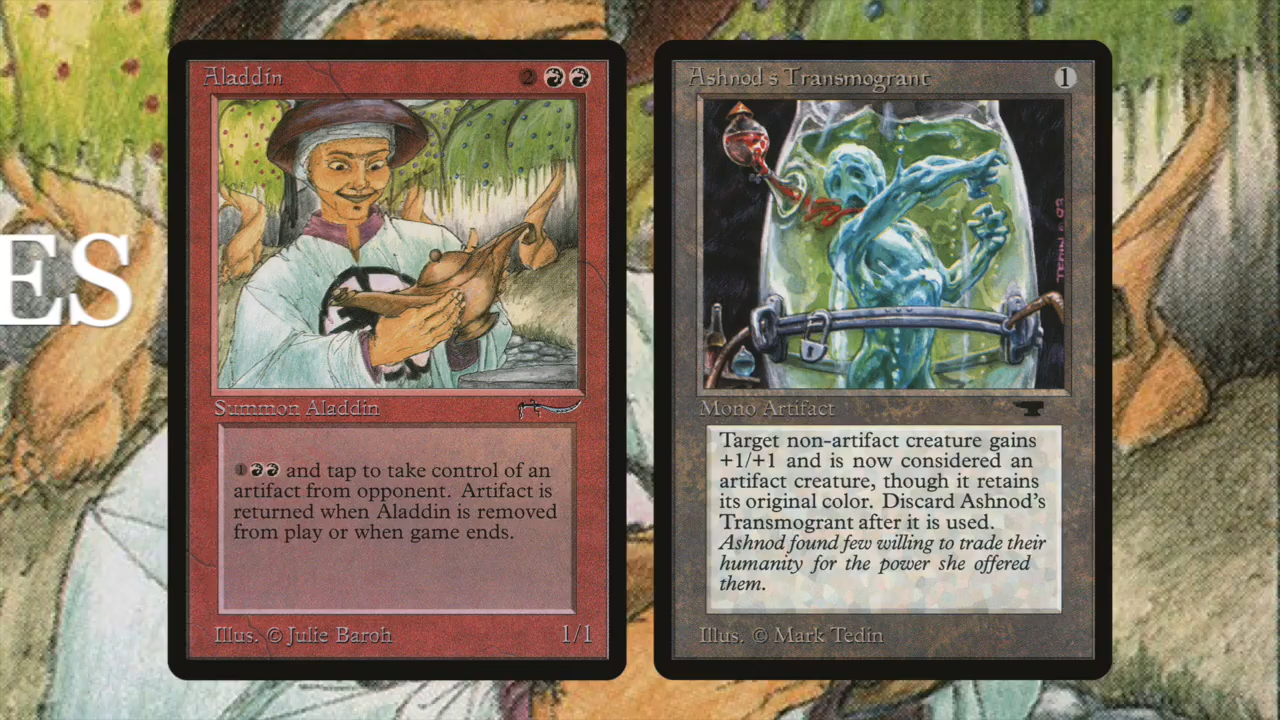 ES
Aladdin 2
Summon Aladdin
1 and tap to take control of an
artifact from opponent. Artifact is
returned when Aladdin is removed
from play or when game ends.
Illus. © Julie Baroh 1/1
Ashnod's Transmogrant 1
Mono Artifact
Target non-artifact creature gains
+1/+1 and is now considered an
artifact creature, though it retains
its original color. Discard Ashnod's
Transmogrant after it is used.
Ashnod found few willing to trade their
humanity for the power she offered
them.
Illus. © Mark Tedin